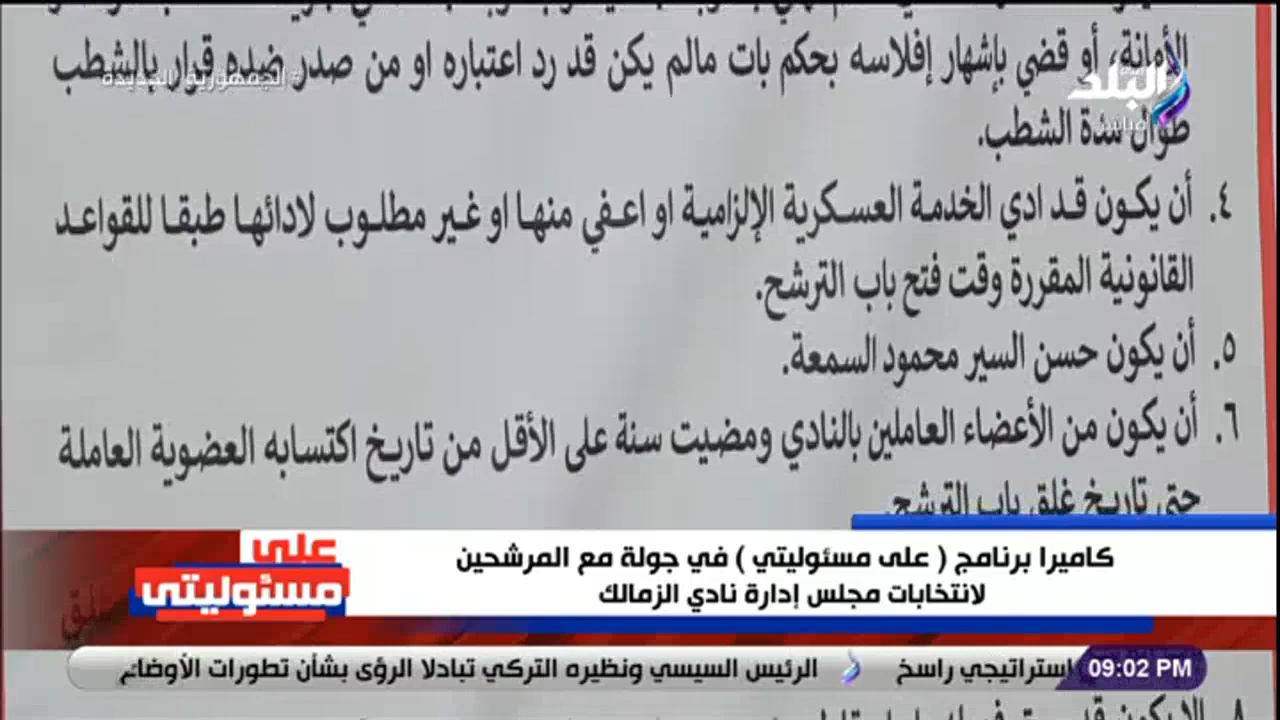 الأمانة، أو قضي بإشهار إفلاسه بحكم بات مالم يكن قد رد اعتباره او من صدر ضده قرار بالشطب
#الجمهورية_الجديدة
صدى
البلد
مباشر
طوال مدة الشطب.
٤. أن يكون قد ادي الخدمة العسكرية الإلزامية او اعفي منها او غير مطلوب لادائها طبقا للقواعد
القانونية المقررة وقت فتح باب الترشح.
٥. أن يكون حسن السير محمود السمعة.
٦. أن يكون من الأعضاء العاملين بالنادي ومضيت سنة على الأقل من تاريخ اكتسابه العضوية العاملة
حتى تاريخ غلق باب الترشح.
على
مسئوليتي
كاميرا برنامج ( على مسئوليتي ) في جولة مع المرشحين
لانتخابات مجلس إدارة نادي الزمالك
09:02 PM
استراتيجي راسخ الرئيس السيسي ونظيره التركي تبادلا الرؤى بشأن تطورات الأوضاع